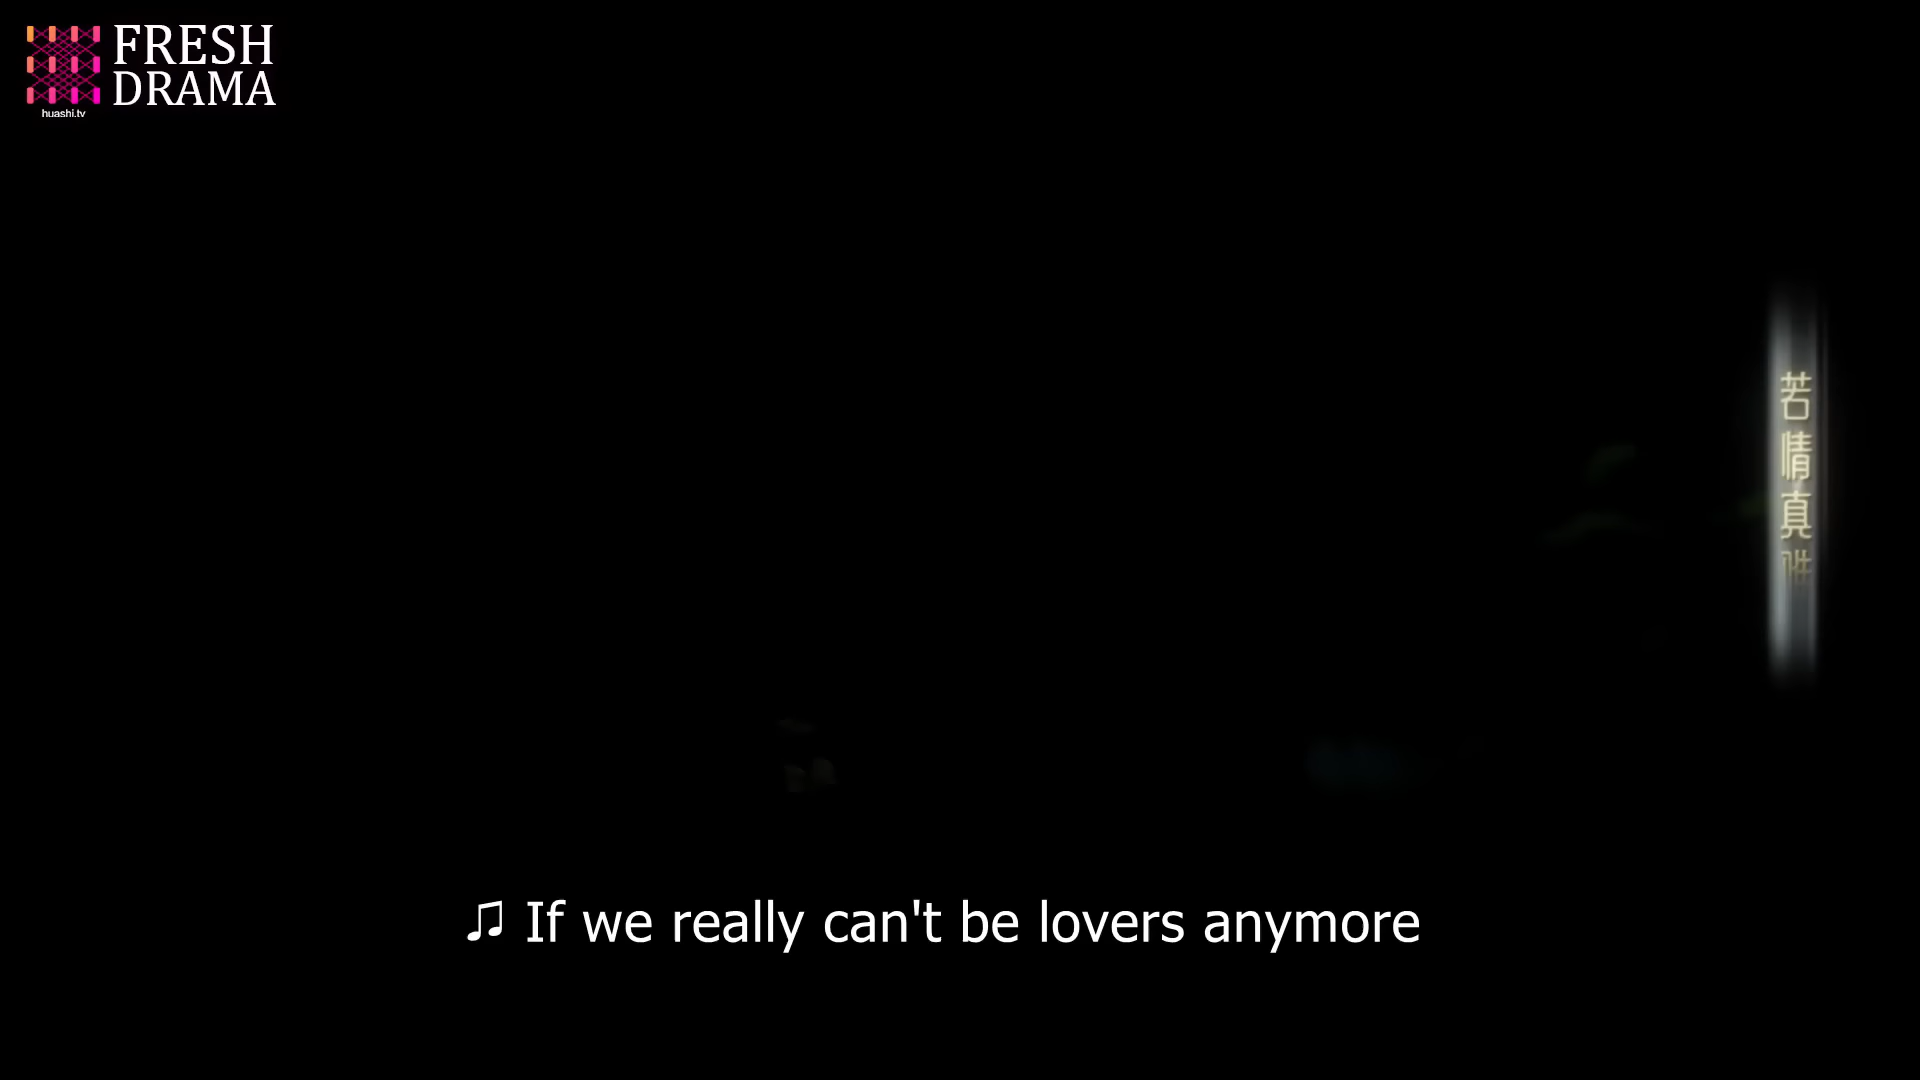 FRESH
DRAMA
huashi.tv
若情真
♫ If we really can't be lovers anymore